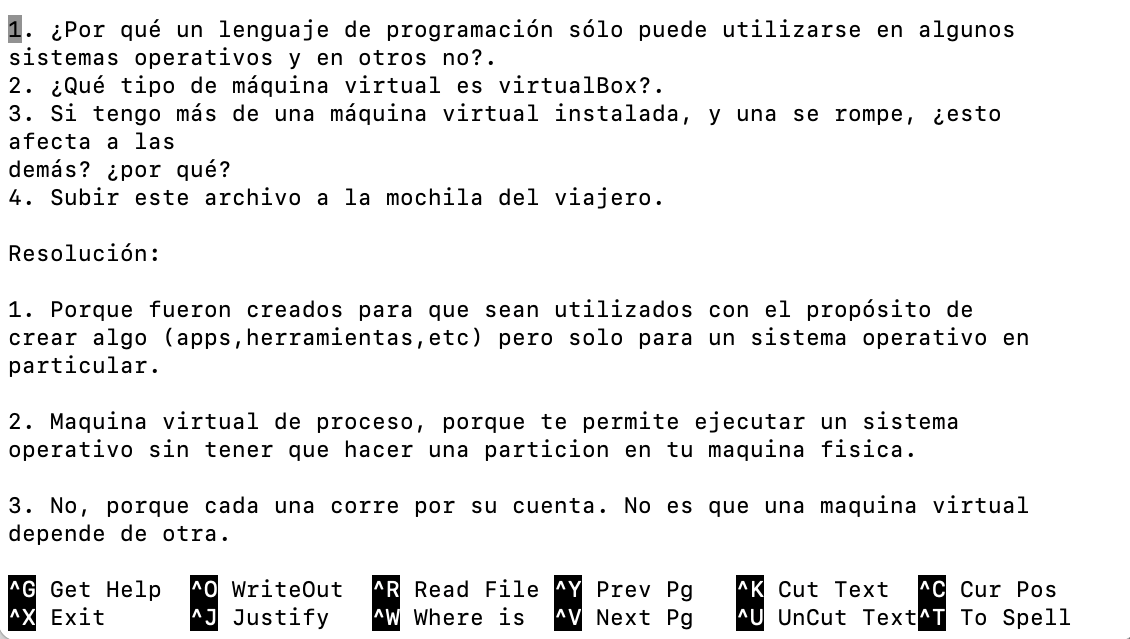 1. ¿Por qué un lenguaje de programación sólo puede utilizarse en algunos
sistemas operativos y en otros no?.
2. ¿Qué tipo de máquina virtual es virtualBox?.
3. Si tengo más de una máquina virtual instalada, y una se rompe, ¿esto
afecta a las
demás? ¿por qué?
4. Subir este archivo a la mochila del viajero.
Resolución:
1. Porque fueron creados para que sean utilizados con el propósito de
crear algo (apps,herramientas,etc) pero solo para un sistema operativo en
particular.
2. Maquina virtual de proceso, porque te permite ejecutar un sistema
operativo sin tener que hacer una particion en tu maquina fisica.
3. No, porque cada una corre por su cuenta. No es que una maquina virtual
depende de otra.
^G Get Help ^O WriteOut ^R Read File ^Y Prev Pg ^K Cut Text ^C Cur Pos
^X Exit ^J Justify ^W Where is ^V Next Pg ^U UnCut Text^T To Spell